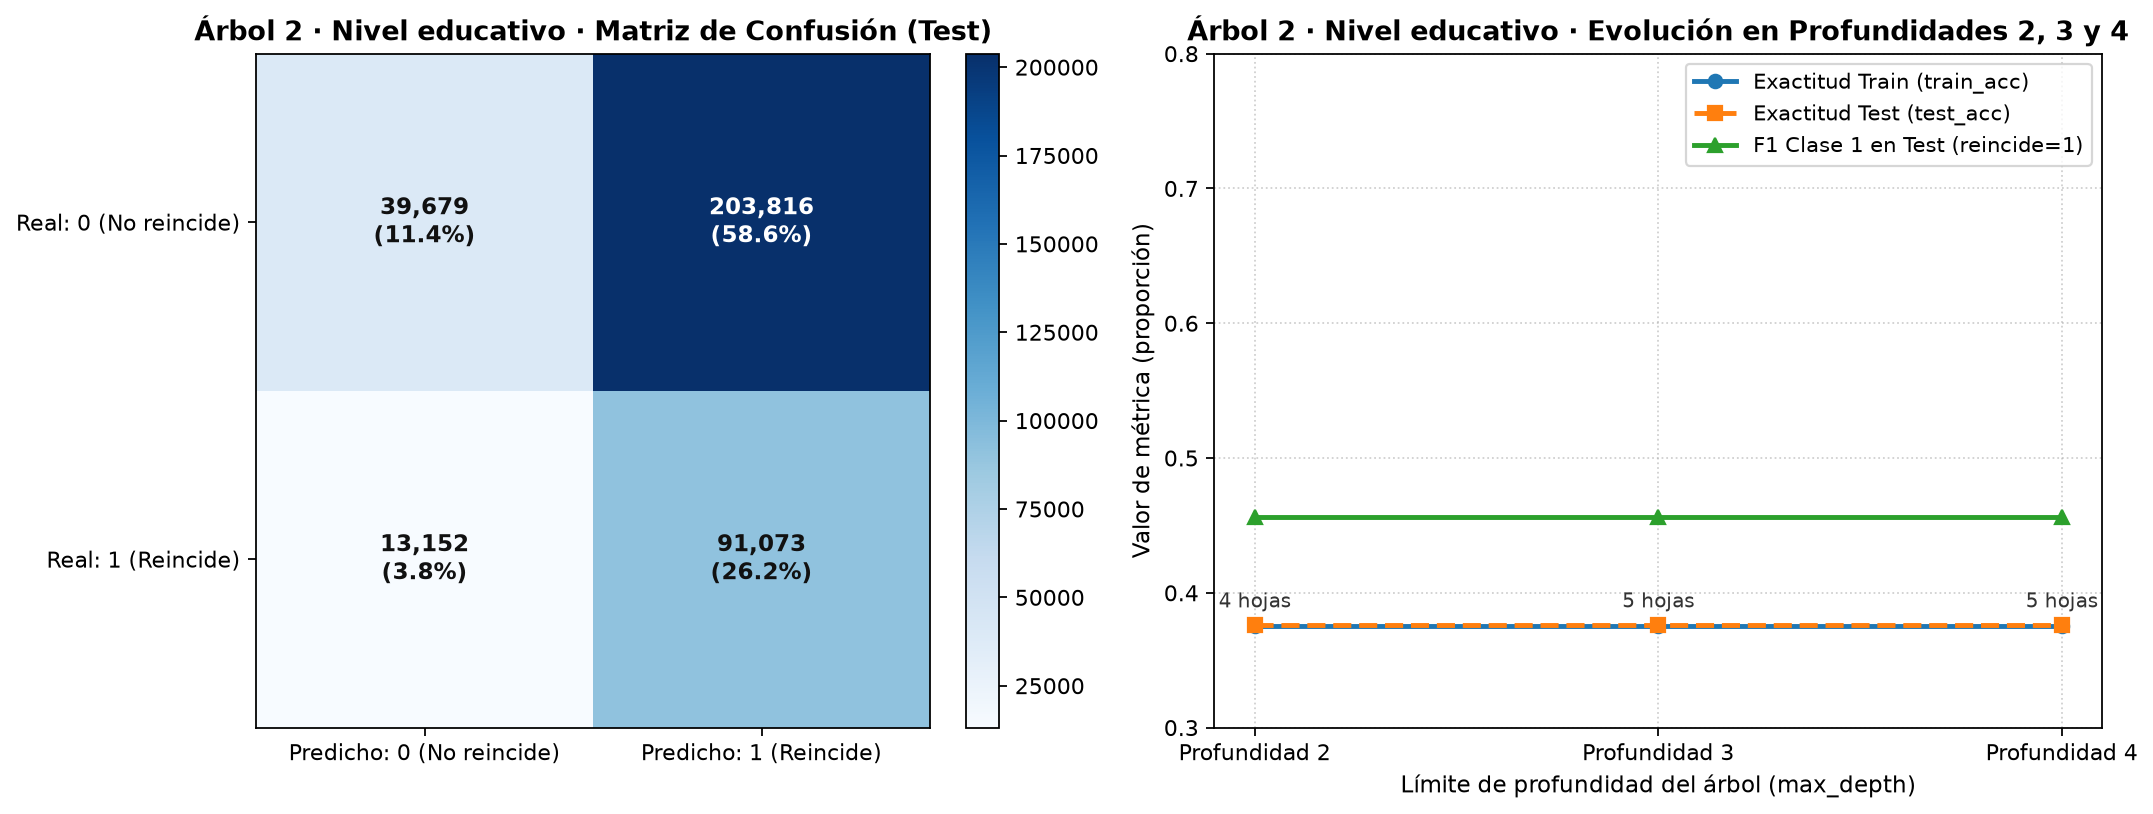 Árbol 2 · Nivel educativo · Matriz de Confusión (Test)
Real: 0 (No reincide)
Real: 1 (Reincide)
39,679
(11.4%)
203,816
(58.6%)
13,152
(3.8%)
91,073
(26.2%)
Predicho: 0 (No reincide)
Predicho: 1 (Reincide)
200000
175000
150000
125000
100000
75000
50000
25000
Árbol 2 · Nivel educativo · Evolución en Profundidades 2, 3 y 4
Valor de métrica (proporción)
0.8
0.7
0.6
0.5
0.4
0.3
Exactitud Train (train_acc)
Exactitud Test (test_acc)
F1 Clase 1 en Test (reincide=1)
4 hojas
5 hojas
5 hojas
Profundidad 2
Profundidad 3
Profundidad 4
Límite de profundidad del árbol (max_depth)